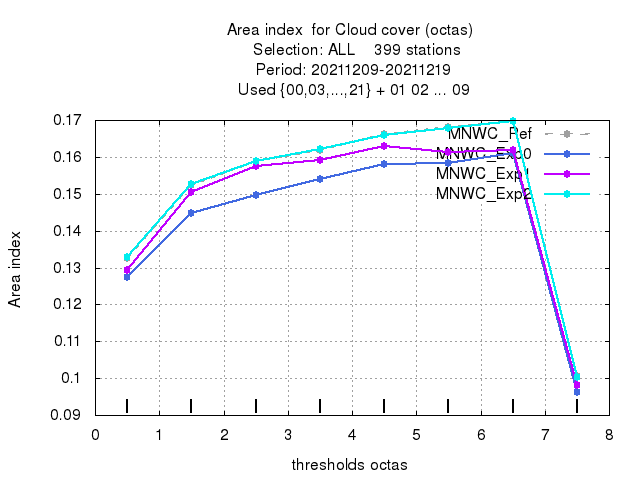 Area index  for Cloud cover (octas)
Selection: ALL    399 stations
Period: 20211209-20211219
Used {00,03,...,21} + 01 02 ... 09
0.17
0.16
0.15
0.14
0.13
0.12
0.11
0.1
0.09
Area index
MNWC_Ref
MNWC_Exp0
MNWC_Exp1
MNWC_Exp2
0 1 2 3 4 5 6 7 8
thresholds octas